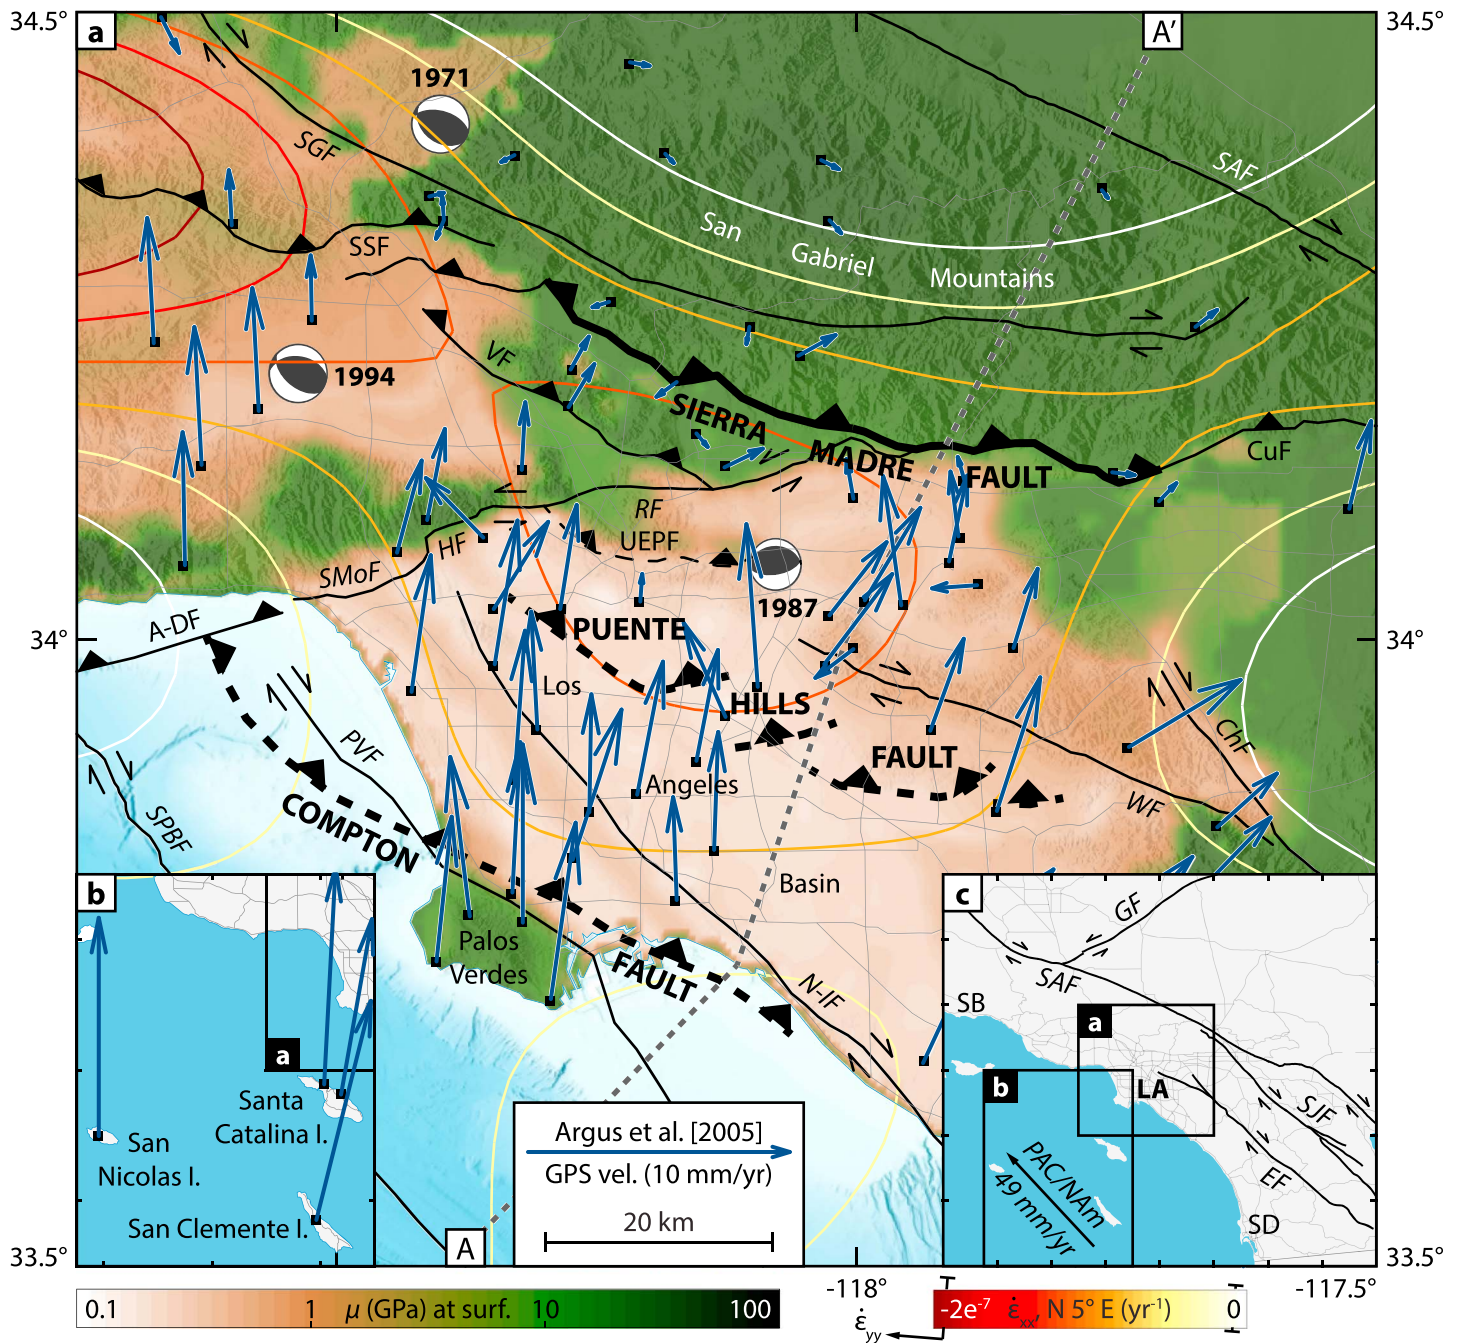 34.5°
34.5°
a
A’
1971
SGF
SAF
San
Gabriel
Mountains
SSF
1994
VF
SIERRA
MADRE
FAULT
CuF
RF
UEPF
HF
SMoF
1987
A-DF
34°
34°
PUENTE
Los
HILLS
FAULT
ChF
WF
PVF
SPBF
COMPTON
Angeles
Basin
Palos
Verdes
FAULT
N-IF
b
a
Santa
Catalina I.
San
Nicolas I.
San Clemente I.
c
GF
SAF
SB
a
b
LA
SJF
EF
PAC/NAm
49 mm/yr
SD
Argus et al. [2005]
GPS vel. (10 mm/yr)
20 km
A
33.5°
33.5°
-118°
-117.5°
0.1 1 μ (GPa) at surf. 10 100
ε̇yy
-2e⁻⁷ ε̇xx, N 5° E (yr⁻¹) 0